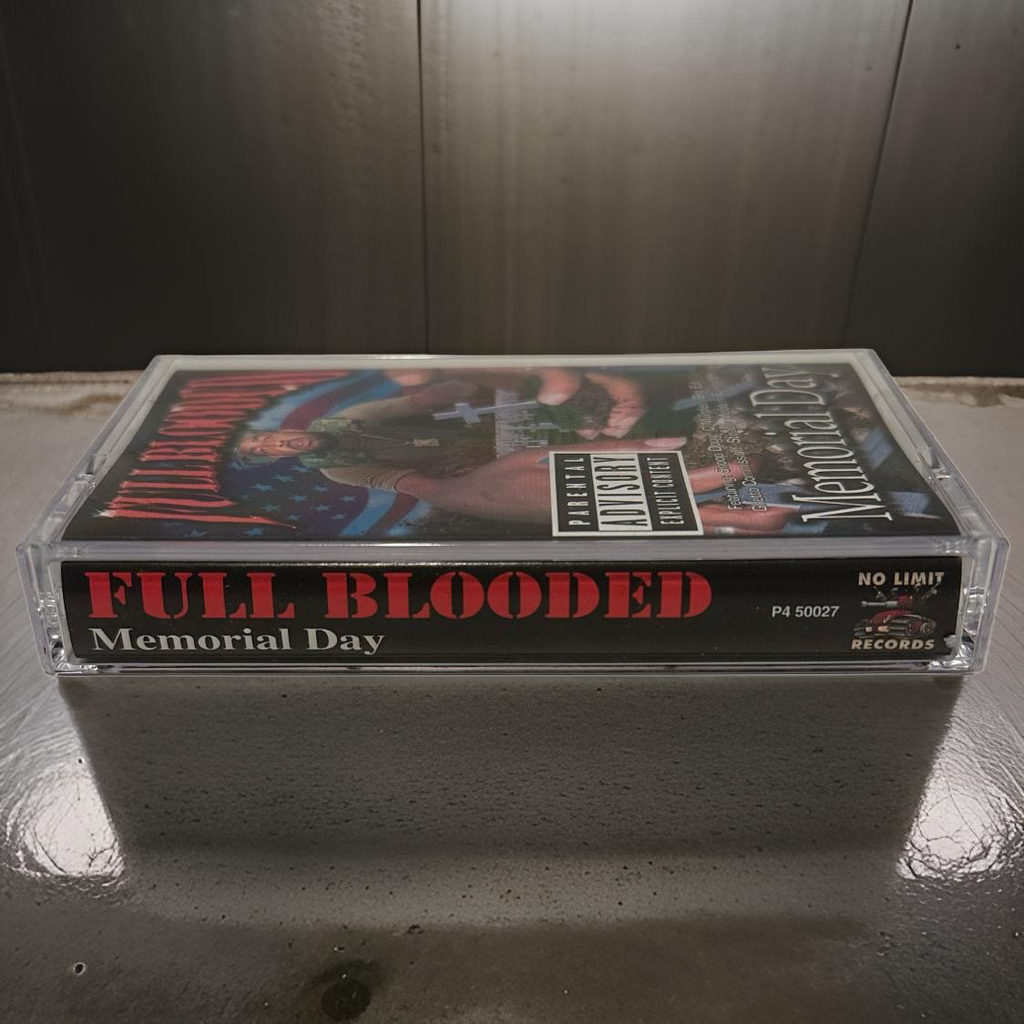 FULL BLOODED
PARENTAL
ADVISORY
EXPLICIT CONTENT
Memorial Day
FULL BLOODED
Memorial Day
P4 50027
NO LIMIT
RECORDS